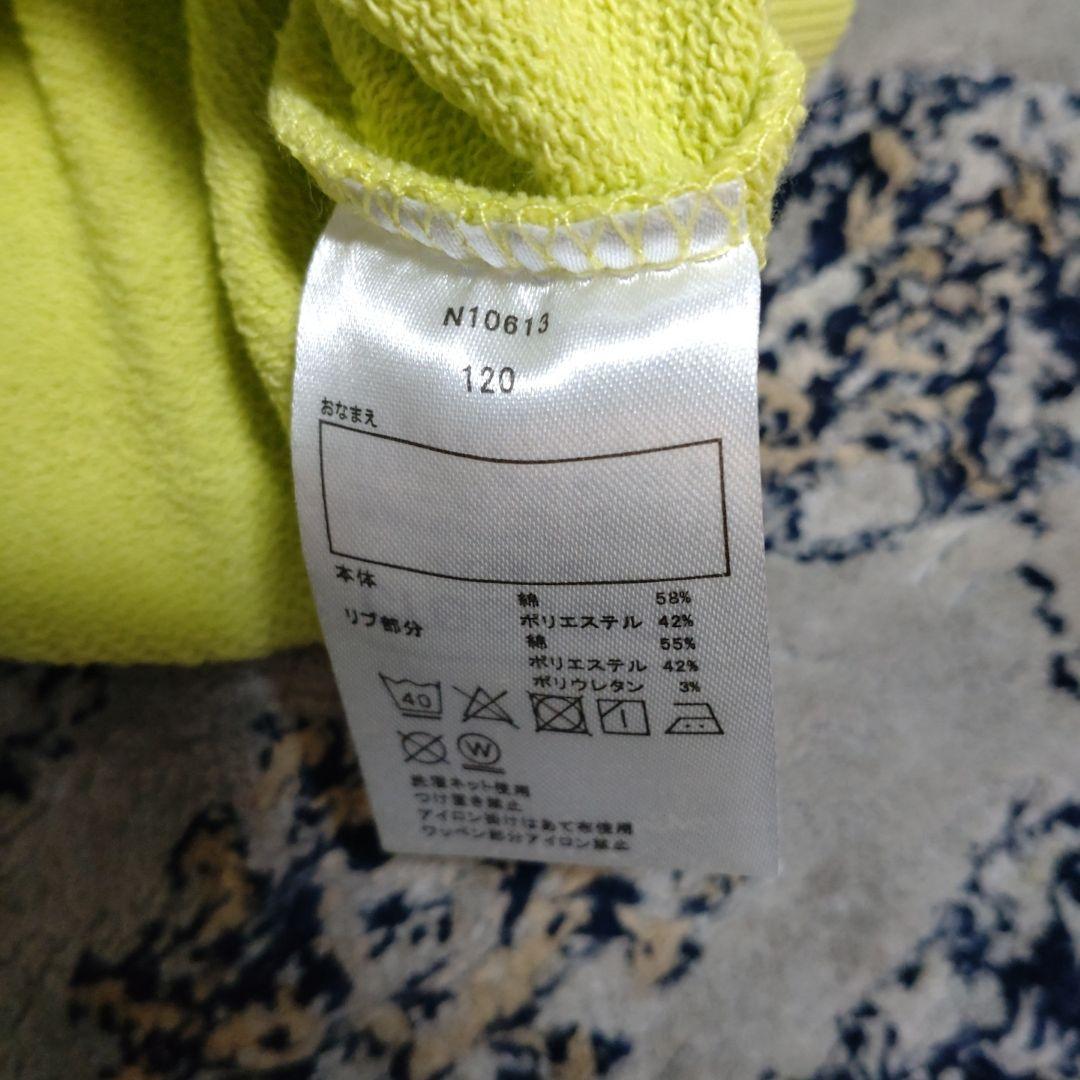 N10613
120
おなまえ
本体
綿 58%
ポリエステル 42%
リブ部分
綿 55%
ポリエステル 42%
ポリウレタン 3%
40
W
洗濯ネット使用
つけ置き禁止
アイロン掛けはあて布使用
ワッペン部分アイロン禁止